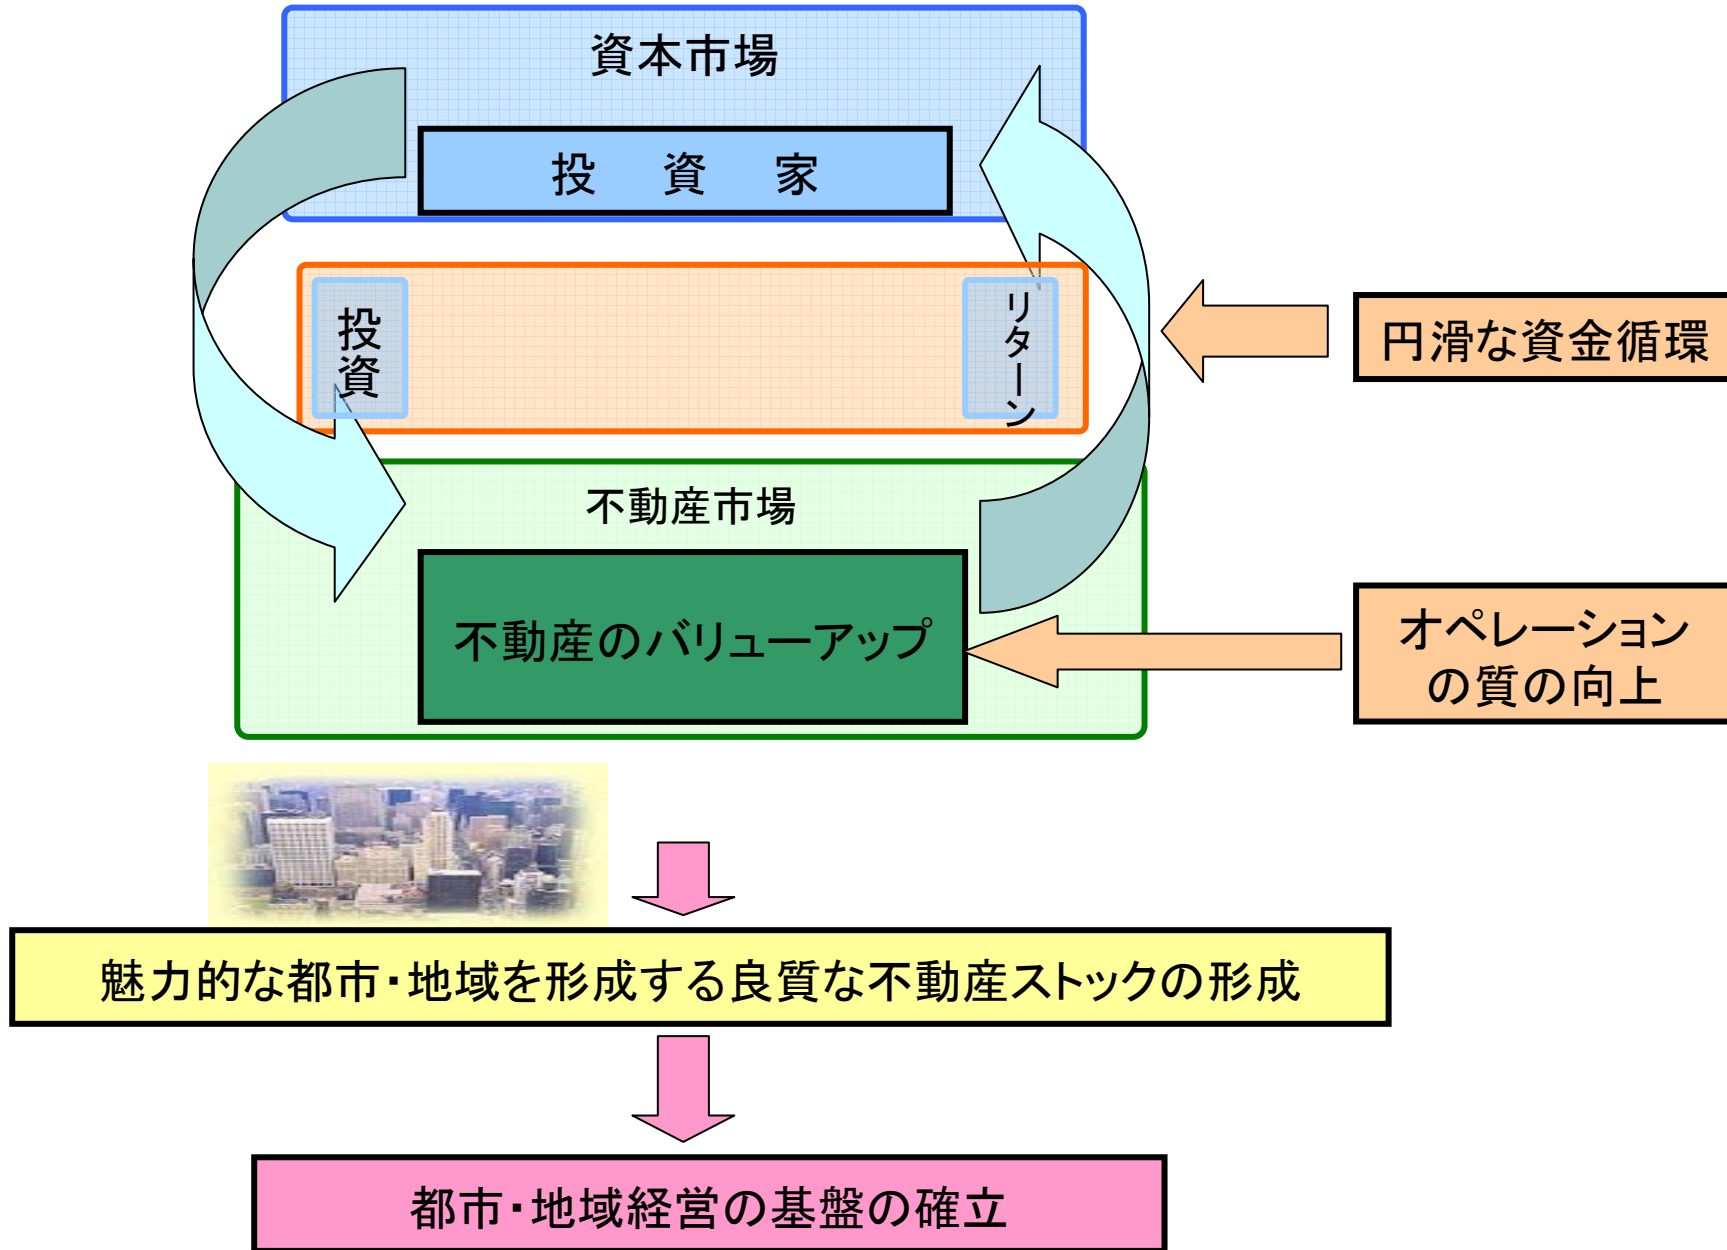 資本市場
投　資　家
投資
リターン
円滑な資金循環
不動産市場
不動産のバリューアップ
オペレーション
の質の向上
魅力的な都市・地域を形成する良質な不動産ストックの形成
都市・地域経営の基盤の確立